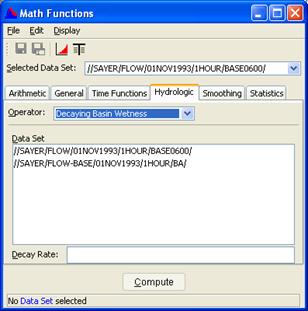 Math Functions
File Edit Display
Selected Data Set: //SAYER/FLOW/01NOV1993/1HOUR/BASE0600/
Arithmetic General Time Functions Hydrologic Smoothing Statistics
Operator: Decaying Basin Wetness
Data Set
//SAYER/FLOW/01NOV1993/1HOUR/BASE0600/
//SAYER/FLOW-BASE/01NOV1993/1HOUR/BA/
Decay Rate:
Compute
No Data Set selected